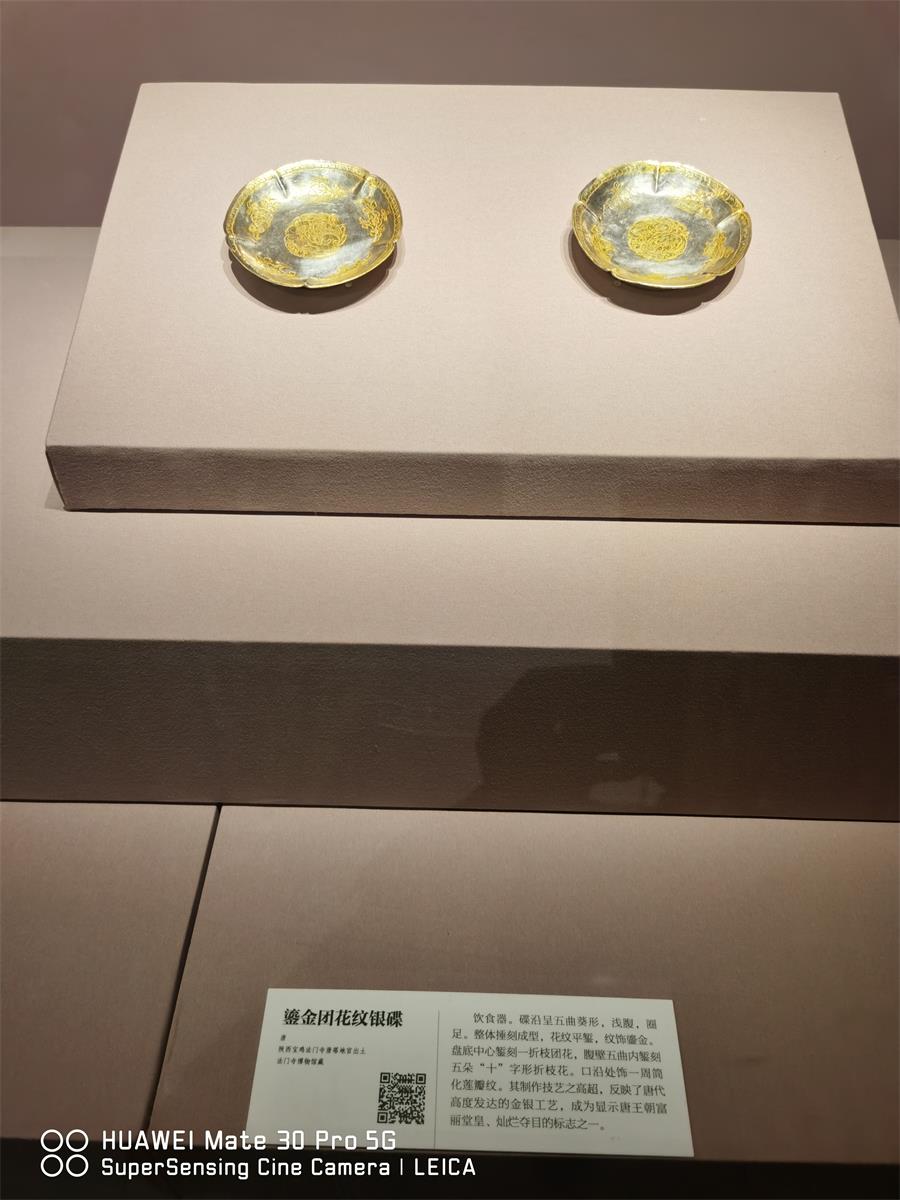 鎏金团花纹银碟
唐
陕西宝鸡法门寺唐塔地宫出土
法门寺博物馆藏
饮食器。碟沿呈五曲葵形，浅腹，圈
足。整体捶刻成型，花纹平錾，纹饰鎏金。
盘底中心錾刻一折枝团花，腹壁五曲内錾刻
五朵“十”字形折枝花。口沿处饰一周简
化莲瓣纹。其制作技艺之高超，反映了唐代
高度发达的金银工艺，成为显示唐王朝富
丽堂皇、灿烂夺目的标志之一。
HUAWEI Mate 30 Pro 5G
SuperSensing Cine Camera | LEICA